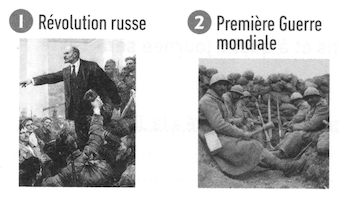 1 Révolution russe
2 Première Guerre
mondiale